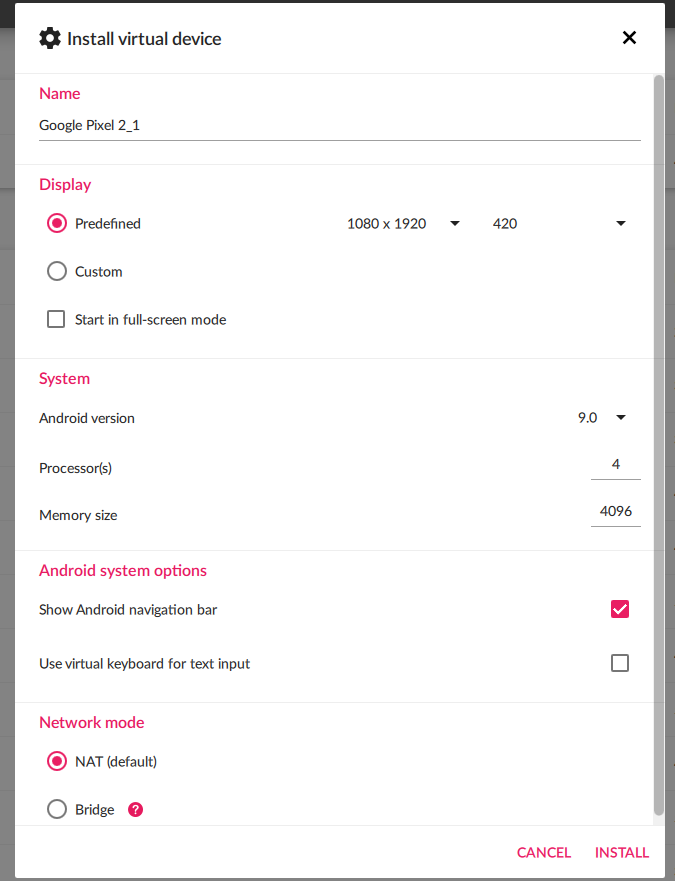 Install virtual device
Name
Google Pixel 2_1
Display
Predefined 1080 x 1920 420
Custom
Start in full-screen mode
System
Android version 9.0
Processor(s) 4
Memory size 4096
Android system options
Show Android navigation bar
Use virtual keyboard for text input
Network mode
NAT (default)
Bridge ?
CANCEL INSTALL